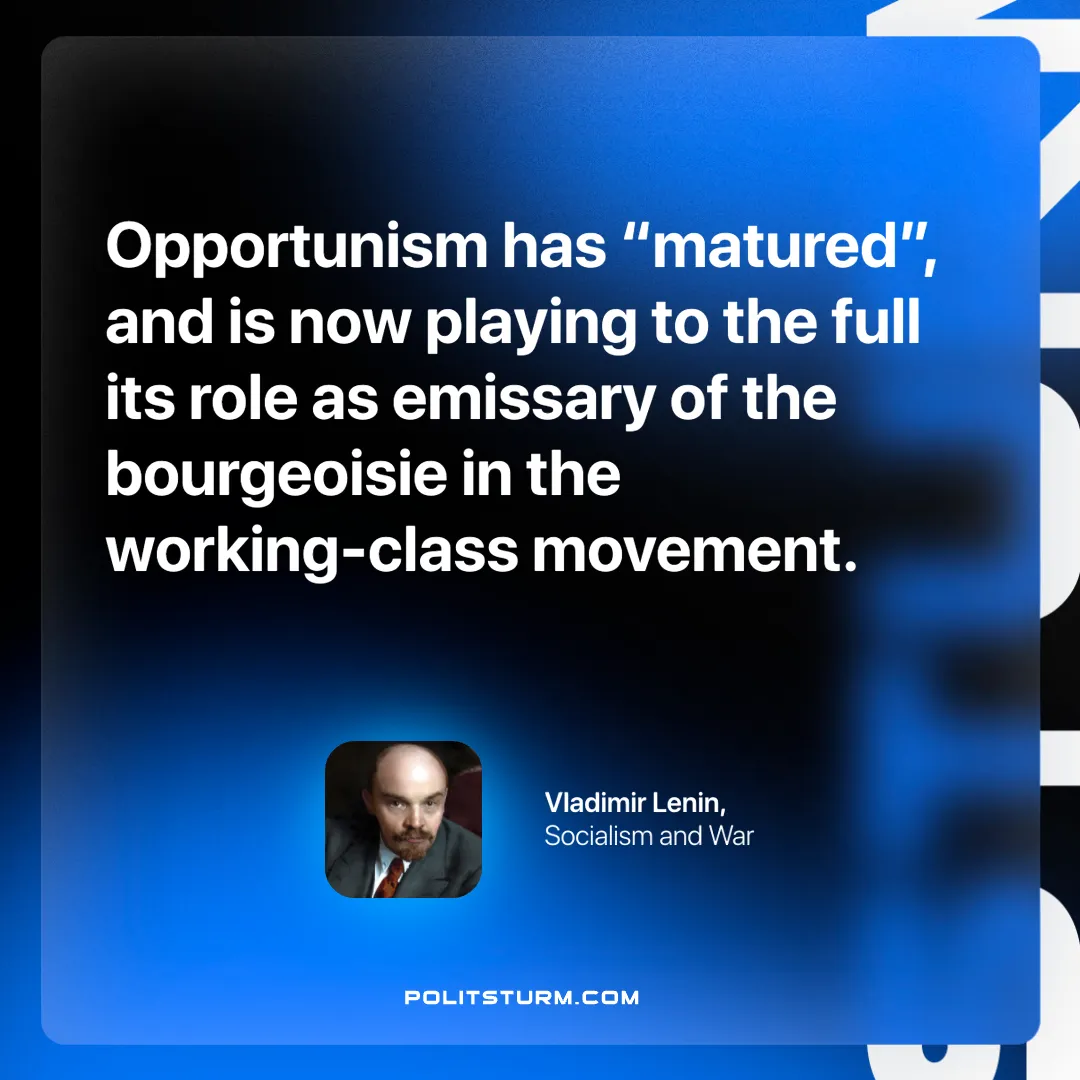 Opportunism has “matured”,
and is now playing to the full
its role as emissary of the
bourgeoisie in the
working-class movement.
Vladimir Lenin,
Socialism and War
POLITSTURM.COM